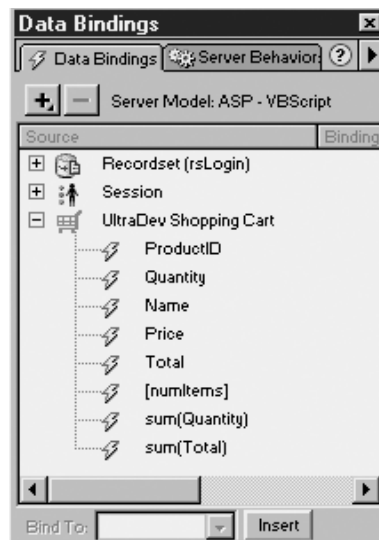 Data Bindings
Data Bindings Server Behavior
Server Model: ASP - VBScript
Source Binding
Recordset (rsLogin)
Session
UltraDev Shopping Cart
ProductID
Quantity
Name
Price
Total
[numItems]
sum(Quantity)
sum(Total)
Bind To: Insert